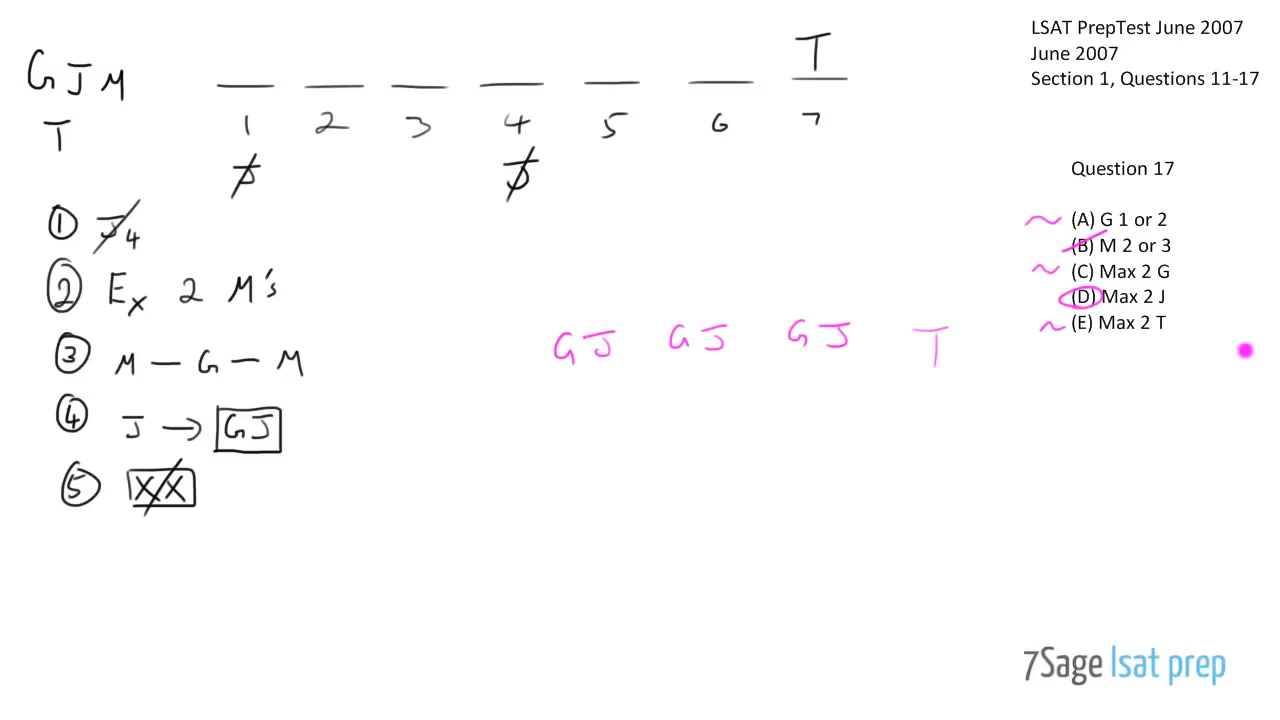 G J M
T
T
1 2 3 4 5 6 7
J J
① J4
② Ex 2 M's
③ M — G — M
④ J → GJ
⑤ XX
GJ GJ GJ T
LSAT PrepTest June 2007
June 2007
Section 1, Questions 11-17
Question 17
~ (A) G 1 or 2
(B) M 2 or 3
~ (C) Max 2 G
(D) Max 2 J
~ (E) Max 2 T
7Sage lsat prep